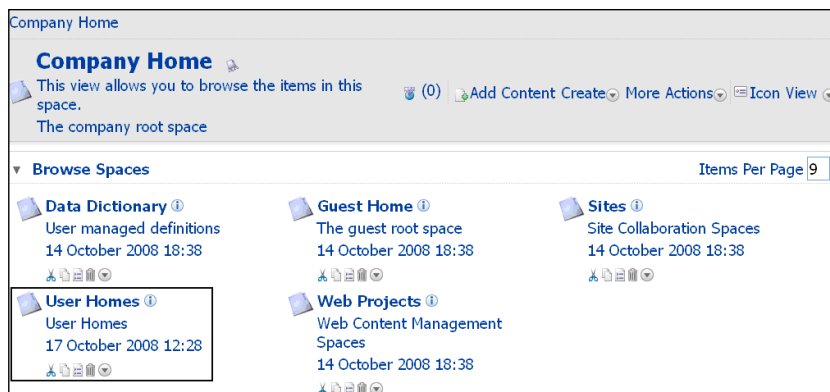 Company Home
Company Home
This view allows you to browse the items in this
space.
The company root space
(0) Add Content Create More Actions Icon View
Browse Spaces Items Per Page 9
Data Dictionary Guest Home Sites
User managed definitions The guest root space Site Collaboration Spaces
14 October 2008 18:38 14 October 2008 18:38 14 October 2008 18:38
User Homes Web Projects
User Homes Web Content Management
Spaces
17 October 2008 12:28
14 October 2008 18:38